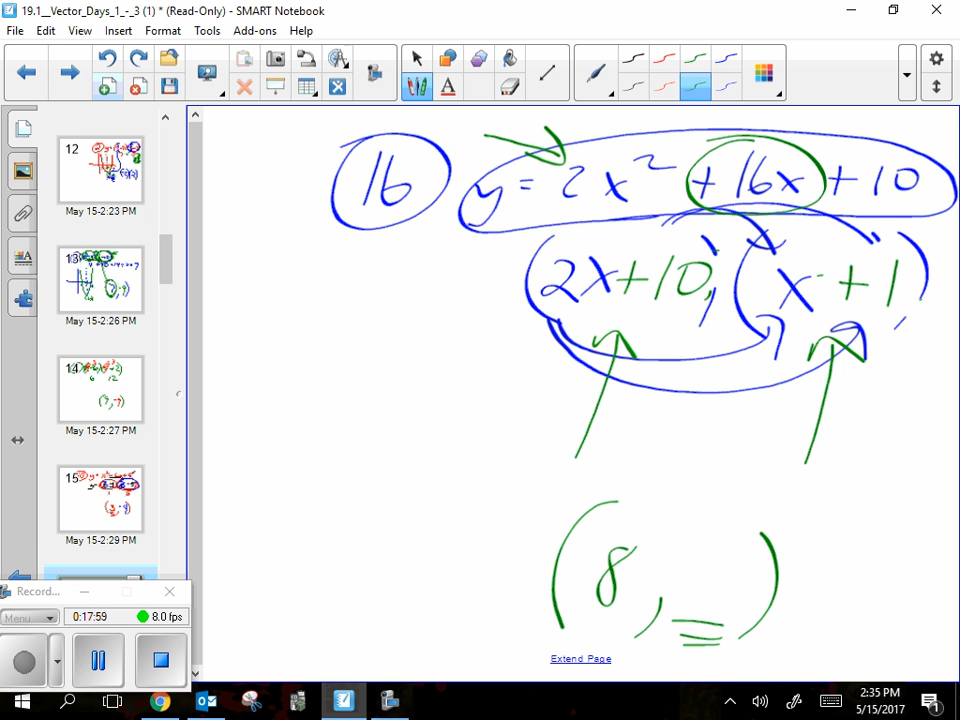 19.1__Vector_Days_1_-_3 (1) * (Read-Only) - SMART Notebook
File Edit View Insert Format Tools Add-ons Help
12
May 15-2:23 PM
13
May 15-2:26 PM
14
May 15-2:27 PM
15
May 15-2:29 PM
16 y = 2x² + 16x + 10
(2x + 10) (x + 1)
(8, )
Extend Page
Record...
Menu
0:17:59
8.0 fps
2:35 PM
5/15/2017
1